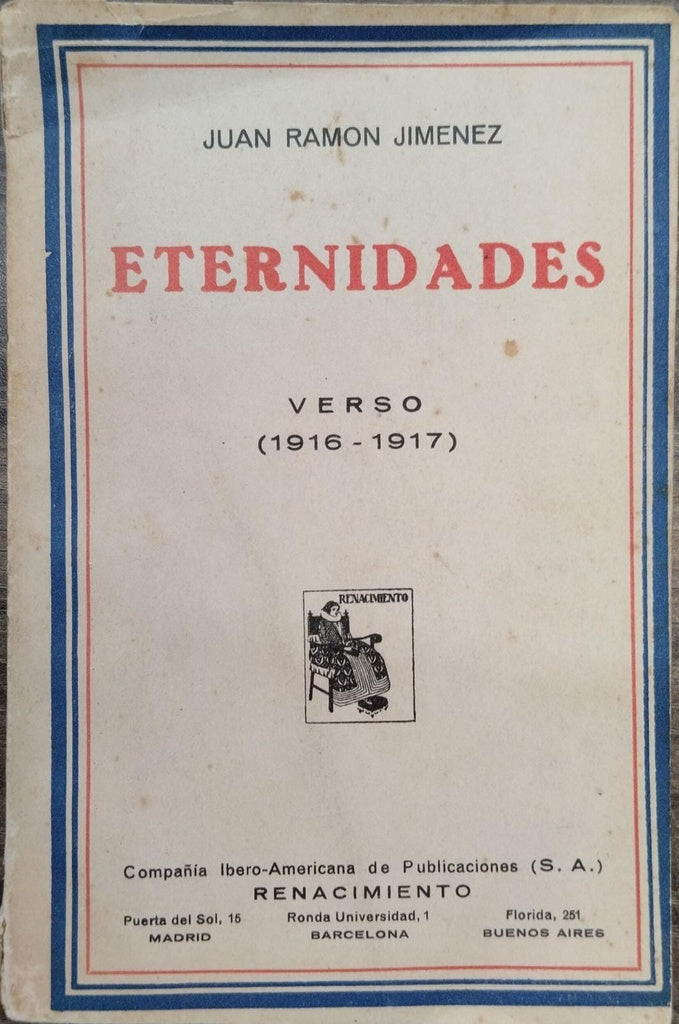 JUAN RAMON JIMENEZ
ETERNIDADES
VERSO
(1916 - 1917)
RENACIMIENTO
Compañía Ibero-Americana de Publicaciones (S. A.)
RENACIMIENTO
Puerta del Sol, 15 Ronda Universidad, 1 Florida, 251
MADRID BARCELONA BUENOS AIRES